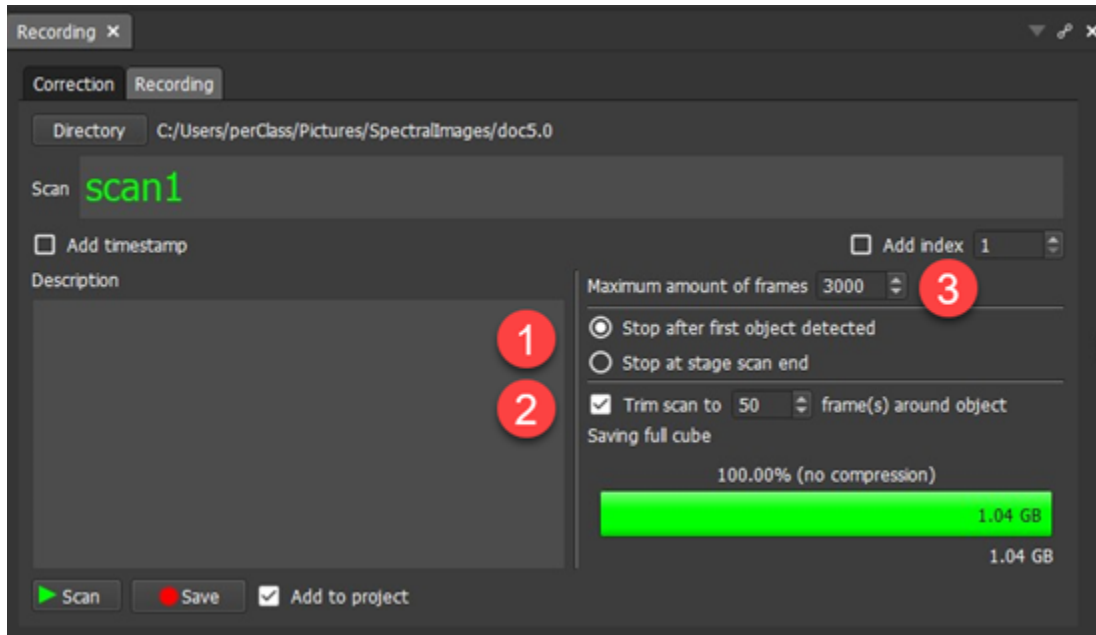 Recording
Correction Recording
Directory C:/Users/perClass/Pictures/SpectralImages/doc5.0
Scan scan1
Add timestamp Add index 1
Description
Maximum amount of frames 3000 3
1 Stop after first object detected
Stop at stage scan end
2 Trim scan to 50 frame(s) around object
Saving full cube
100.00% (no compression)
1.04 GB
1.04 GB
Scan Save Add to project